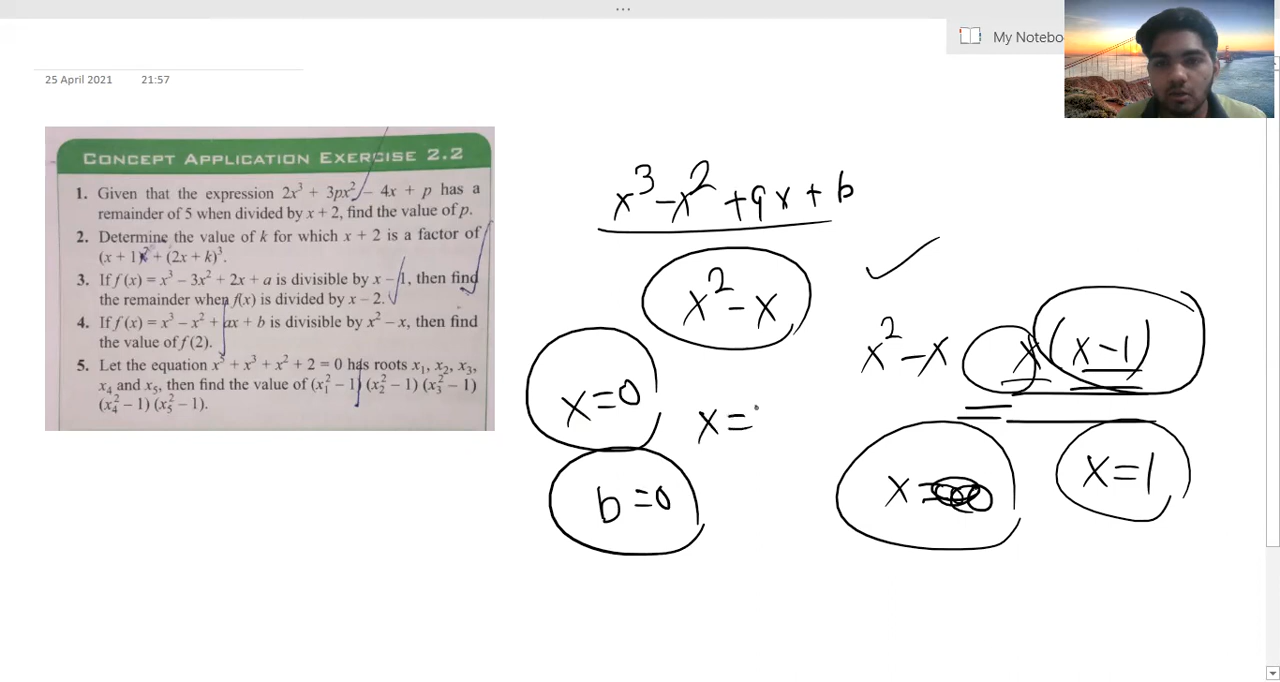 My Notebo
25 April 2021 21:57
CONCEPT APPLICATION EXERCISE 2.2
1. Given that the expression 2x³ + 3px² − 4x + p has a
remainder of 5 when divided by x + 2, find the value of p.
2. Determine the value of k for which x + 2 is a factor of
(x + 1)⁷ + (2x + k)³.
3. If f(x) = x³ − 3x² + 2x + a is divisible by x − 1, then find
the remainder when f(x) is divided by x − 2.
4. If f(x) = x³ − x² + ax + b is divisible by x² − x, then find
the value of f(2).
5. Let the equation x⁵ + x³ + x² + 2 = 0 has roots x₁, x₂, x₃,
x₄ and x₅, then find the value of (x₁² − 1) (x₂² − 1) (x₃² − 1)
(x₄² − 1) (x₅² − 1).
x³ − x² + ax + b
x² − x
x² − x x(x − 1)
=
x = 0 x =
b = 0 x = x = 1